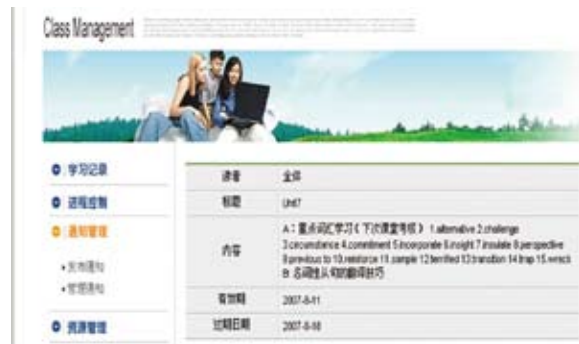 Class Management
学习记录
进程控制
通知管理
•发布通知
•管理通知
资源管理
读者 全体
标题 Unit7
内容
A：重点词汇学习（下次课堂考核） 1.alternative 2.challenge
3.circumstance 4.commitment 5.incorporate 6.insight 7.insulate 8.perspective
9.previous to 10.reinforce 11.sample 12.terrified 13.transition 14.trap 15.wreck
B: 名词性从句的翻译技巧
有效期 2007-8-11
过期日期 2007-8-18